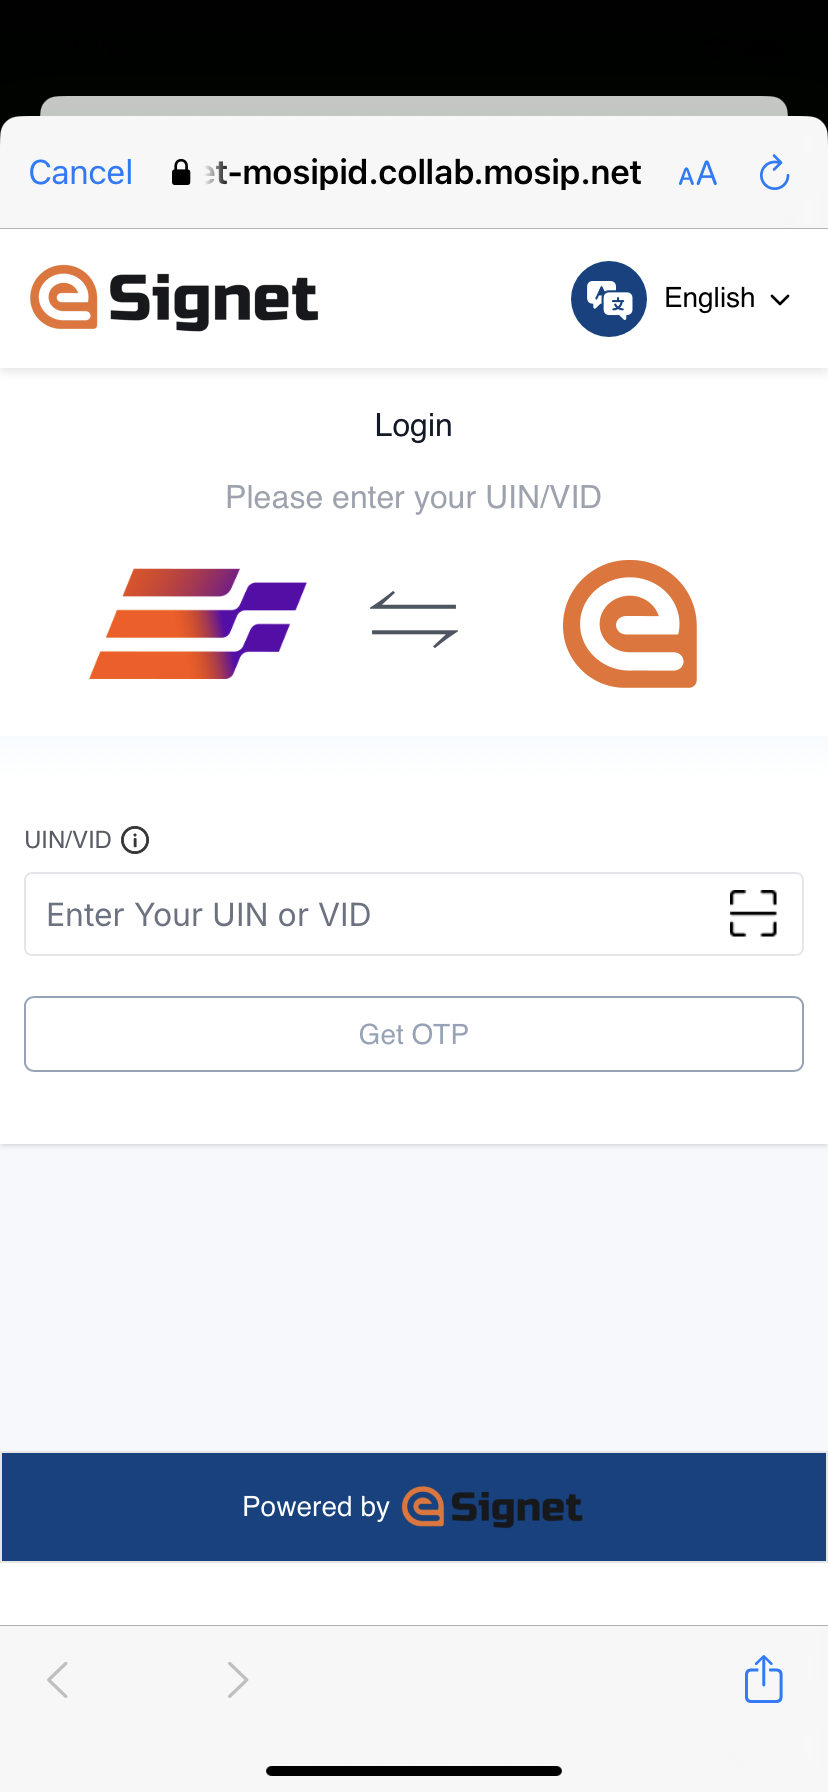 Cancel
et-mosipid.collab.mosip.net
AA
Signet
English
Login
Please enter your UIN/VID
UIN/VID
Enter Your UIN or VID
Get OTP
Powered by Signet